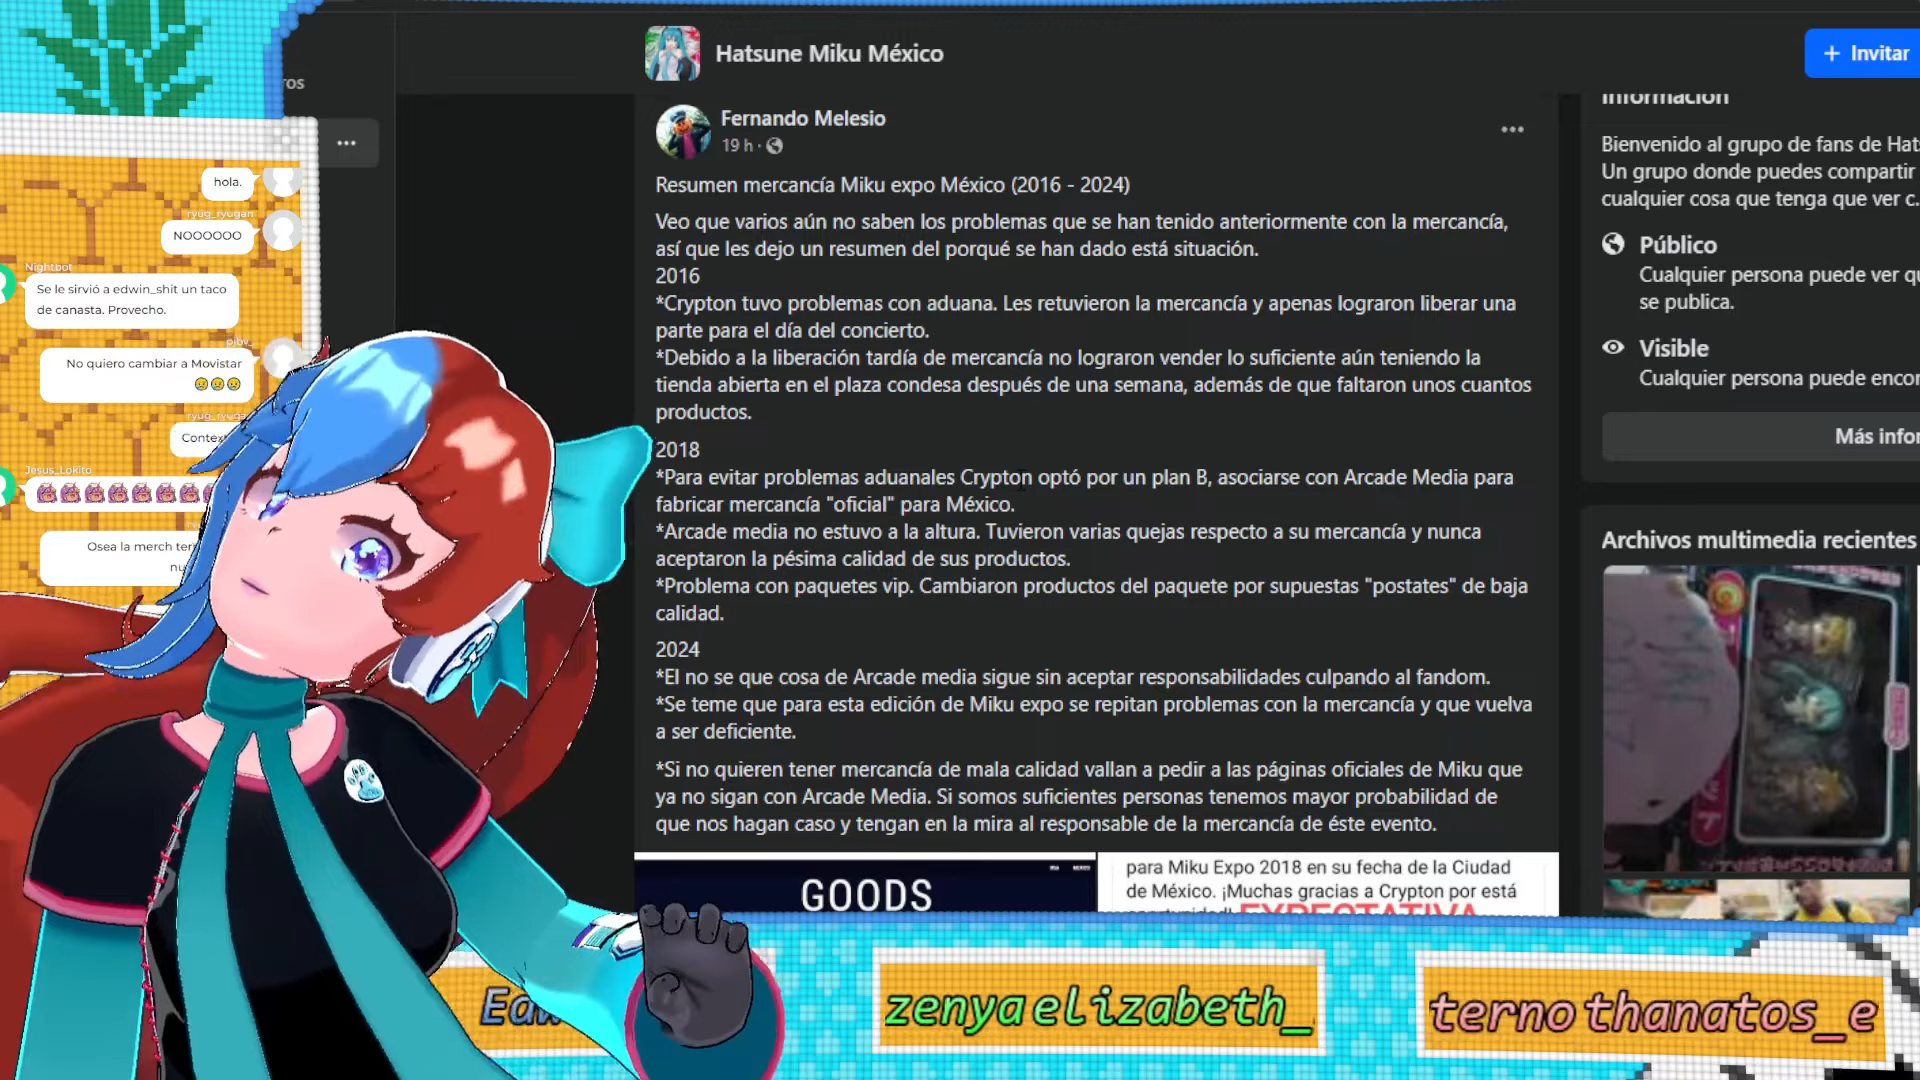 ros
Hatsune Miku México
+ Invitar
Fernando Melesio
19 h ·
Resumen mercancía Miku expo México (2016 - 2024)
Veo que varios aún no saben los problemas que se han tenido anteriormente con la mercancía,
así que les dejo un resumen del porqué se han dado está situación.
2016
*Crypton tuvo problemas con aduana. Les retuvieron la mercancía y apenas lograron liberar una
parte para el día del concierto.
*Debido a la liberación tardía de mercancía no lograron vender lo suficiente aún teniendo la
tienda abierta en el plaza condesa después de una semana, además de que faltaron unos cuantos
productos.
2018
*Para evitar problemas aduanales Crypton optó por un plan B, asociarse con Arcade Media para
fabricar mercancía "oficial" para México.
*Arcade media no estuvo a la altura. Tuvieron varias quejas respecto a su mercancía y nunca
aceptaron la pésima calidad de sus productos.
*Problema con paquetes vip. Cambiaron productos del paquete por supuestas "postates" de baja
calidad.
2024
*El no se que cosa de Arcade media sigue sin aceptar responsabilidades culpando al fandom.
*Se teme que para esta edición de Miku expo se repitan problemas con la mercancía y que vuelva
a ser deficiente.
*Si no quieren tener mercancía de mala calidad vallan a pedir a las páginas oficiales de Miku que
ya no sigan con Arcade Media. Si somos suficientes personas tenemos mayor probabilidad de
que nos hagan caso y tengan en la mira al responsable de la mercancía de éste evento.
GOODS
para Miku Expo 2018 en su fecha de la Ciudad
de México. ¡Muchas gracias a Crypton por está
EXPECTATIVA
Información
Bienvenido al grupo de fans de Hats
Un grupo donde puedes compartir
cualquier cosa que tenga que ver c...
Público
Cualquier persona puede ver qu
se publica.
Visible
Cualquier persona puede encon
Más infor
Archivos multimedia recientes
hola.
ryug_ryugan
NOOOOOO
Nightbot
Se le sirvió a edwin_shit un taco
de canasta. Provecho.
pibv_
No quiero cambiar a Movistar
ryug_ryuga
Contex
Jesus_Lokito
Osea la merch ter
nu
Edw
zenyaelizabeth_
ternothanatos_e